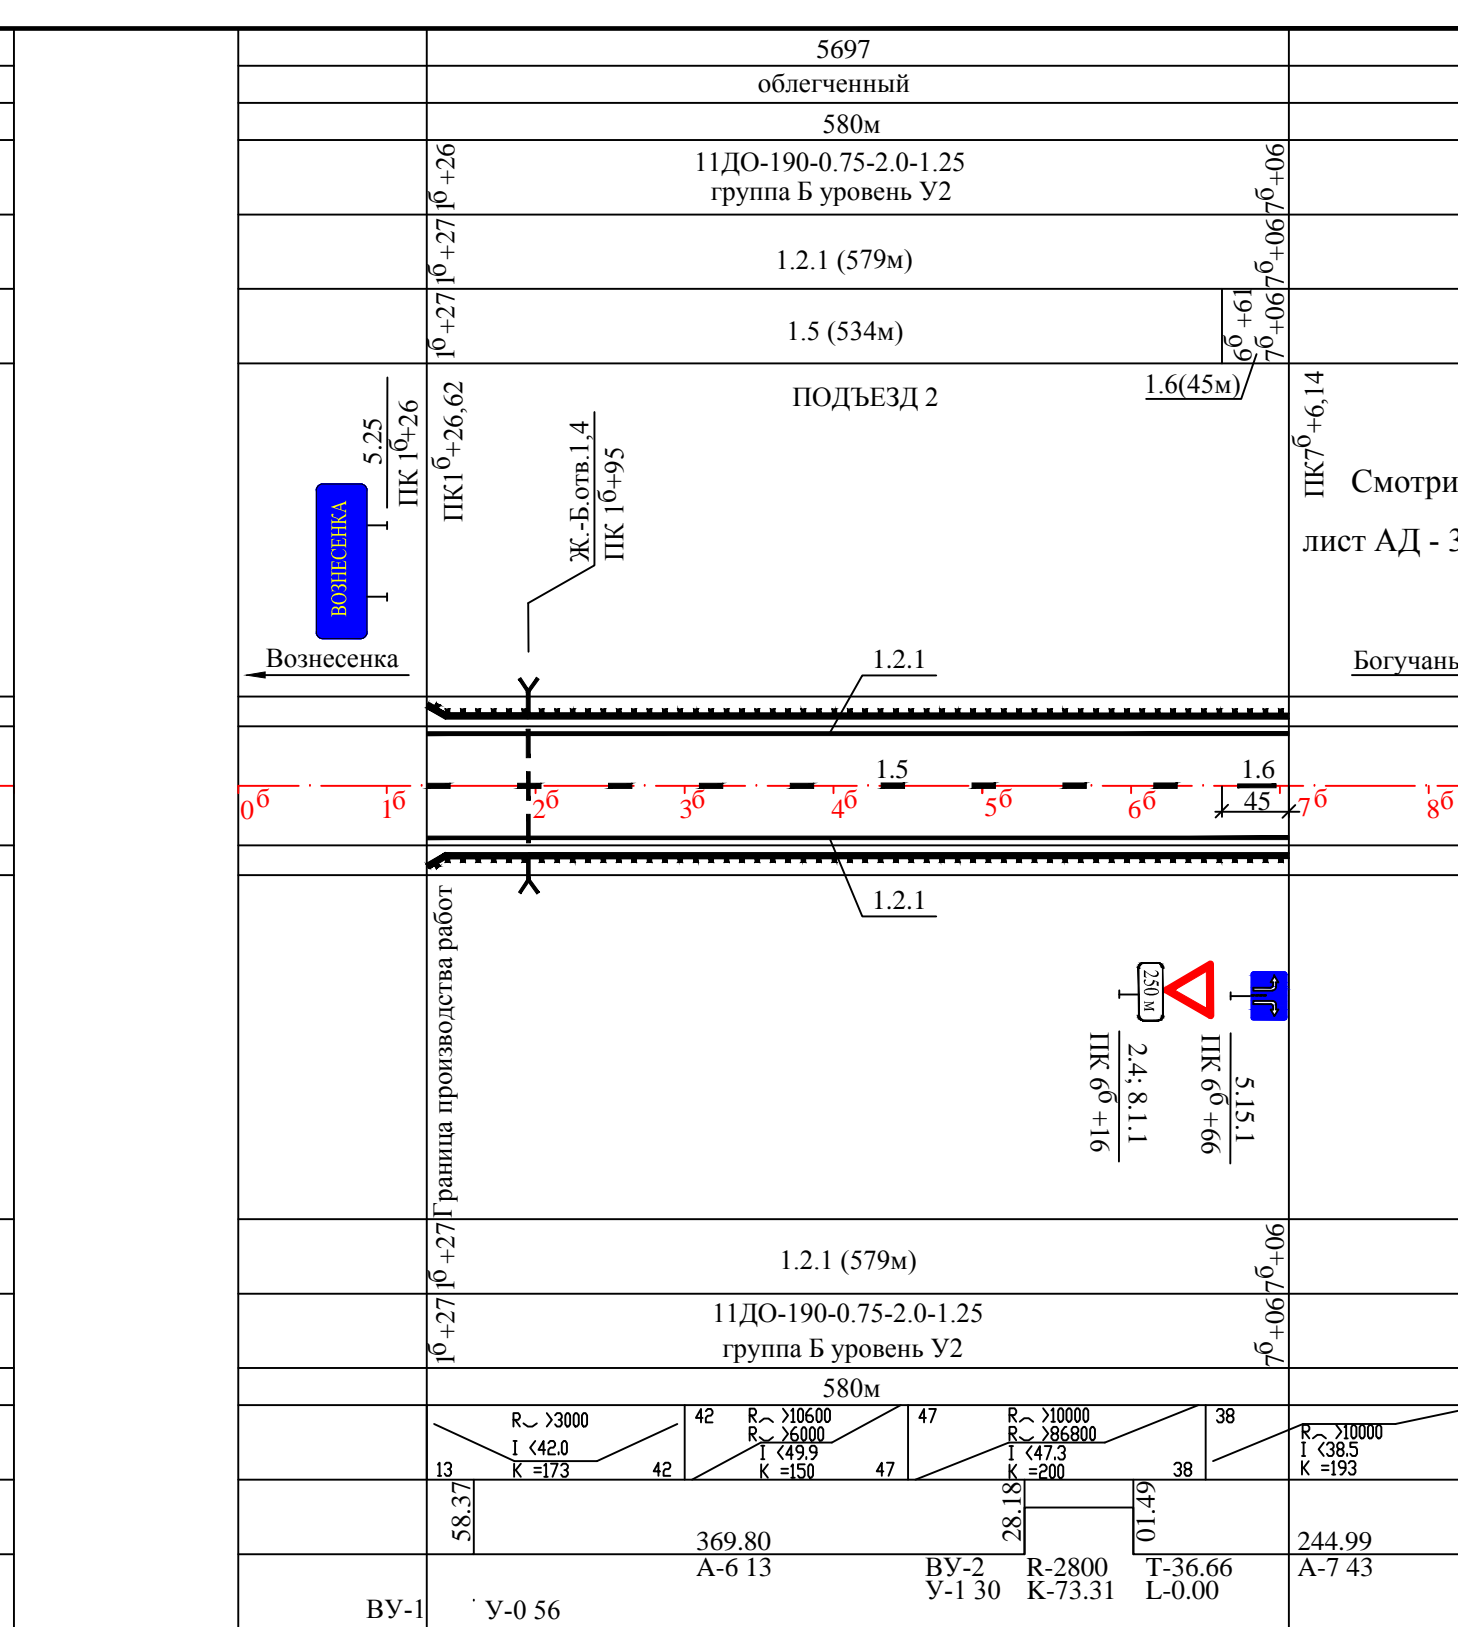 5697
облегченный
580м
1б +26
11ДО-190-0.75-2.0-1.25
группа Б уровень У2
7б +06
1б +27
1.2.1 (579м)
7б +06
1б +27
1.5 (534м)
6б +61
7б +06
1.6(45м)
ПОДЪЕЗД 2
5.25
ПК 1б+26
ПК1б+26,62
Ж.-Б.отв.1,4
ПК 1б+95
ПК7б+6,14
Смотри
лист АД - 3
ВОЗНЕСЕНКА
Вознесенка
1.2.1
Богучаны
1.5
1.6
0б
1б
2б
3б
4б
5б
6б
45
7б
8б
1.2.1
Граница производства работ
250 м
2.4; 8.1.1
ПК 6б +16
5.15.1
ПК 6б +66
1б +27
1.2.1 (579м)
7б +06
1б +27
11ДО-190-0.75-2.0-1.25
группа Б уровень У2
7б +06
580м
R >3000
I <42.0
K =173
13
42
42
R >10600
R >6000
I <49.9
K =150
47
47
R >10000
R >86800
I <47.3
K =200
38
38
R >10000
I <38.5
K =193
58.37
369.80
28.18
01.49
244.99
А-6 13
ВУ-2
R-2800
Т-36.66
А-7 43
У-1 30
К-73.31
L-0.00
ВУ-1
У-0 56